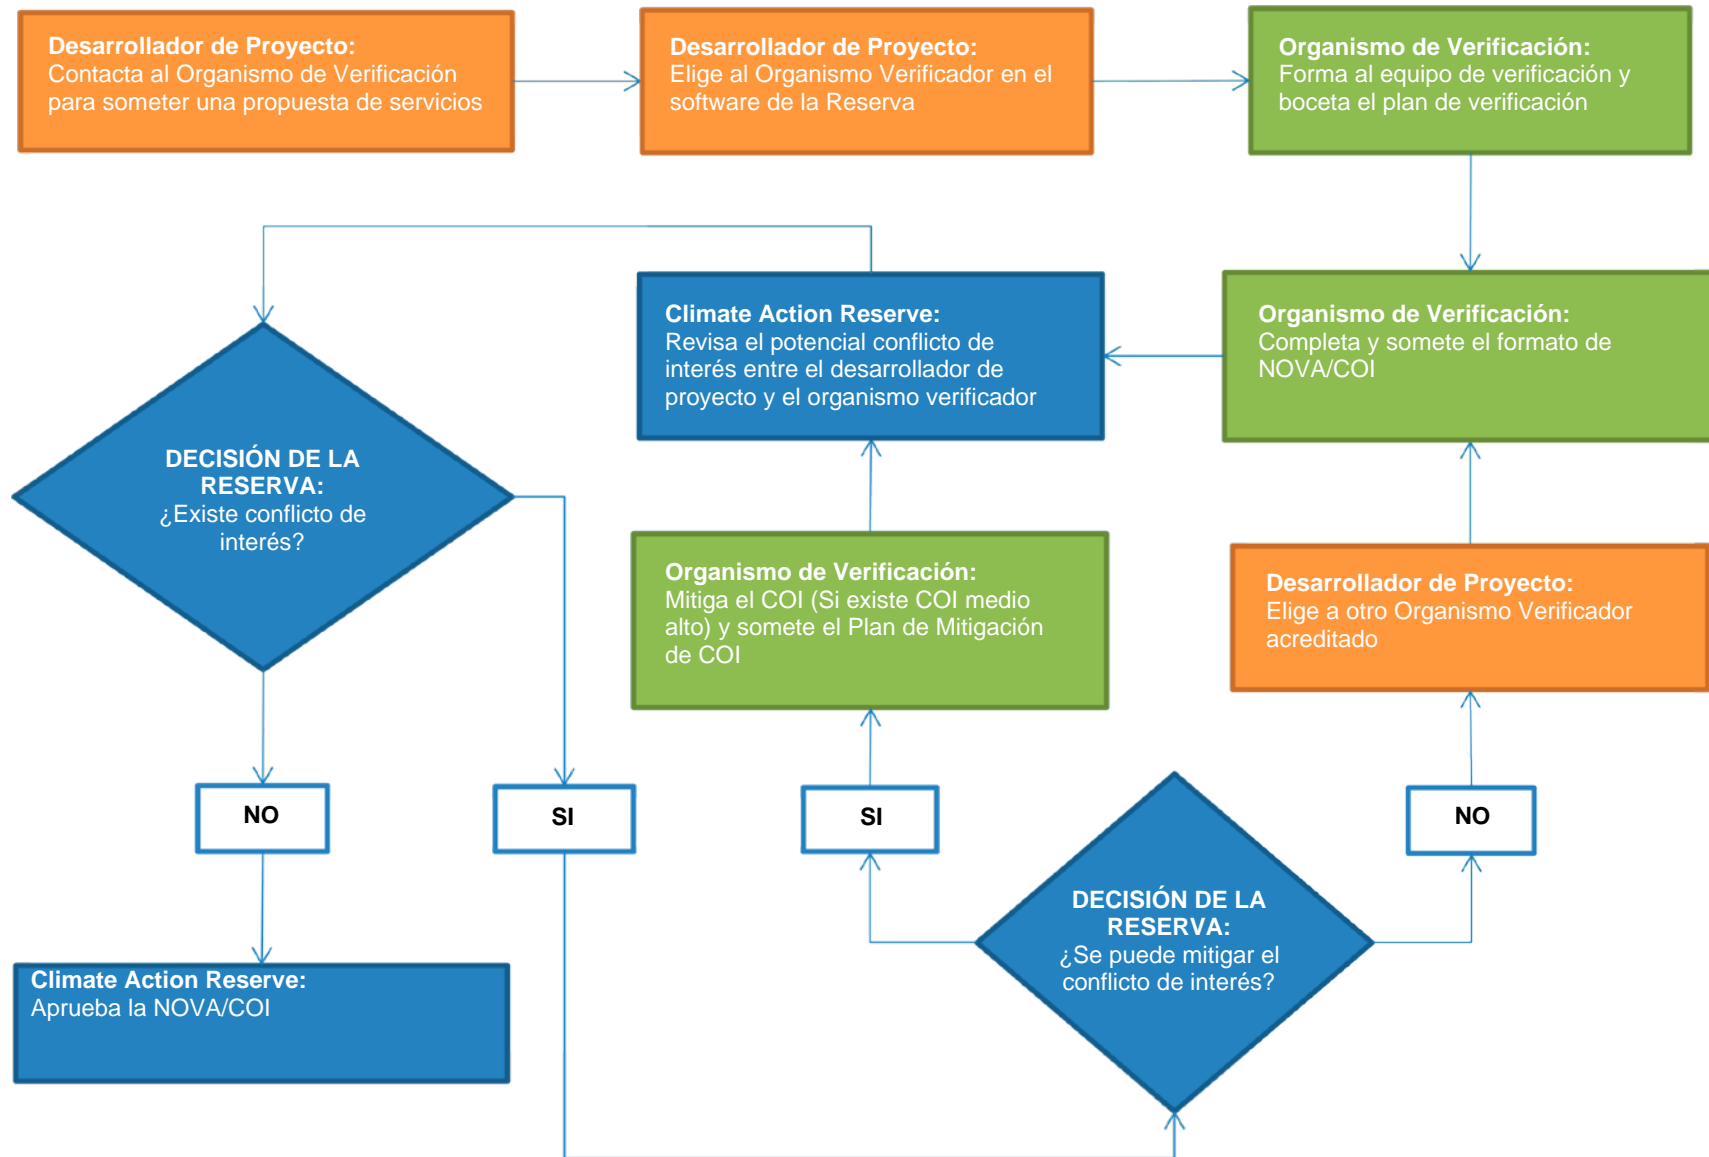 Desarrollador de Proyecto:
Contacta al Organismo de Verificación
para someter una propuesta de servicios
Desarrollador de Proyecto:
Elige al Organismo Verificador en el
software de la Reserva
Organismo de Verificación:
Forma al equipo de verificación y
boceta el plan de verificación
Climate Action Reserve:
Revisa el potencial conflicto de
interés entre el desarrollador de
proyecto y el organismo verificador
Organismo de Verificación:
Completa y somete el formato de
NOVA/COI
DECISIÓN DE LA
RESERVA:
¿Existe conflicto de
interés?
Organismo de Verificación:
Mitiga el COI (Si existe COI medio
alto) y somete el Plan de Mitigación
de COI
Desarrollador de Proyecto:
Elige a otro Organismo Verificador
acreditado
NO
SI
SI
NO
DECISIÓN DE LA
RESERVA:
¿Se puede mitigar el
conflicto de interés?
Climate Action Reserve:
Aprueba la NOVA/COI